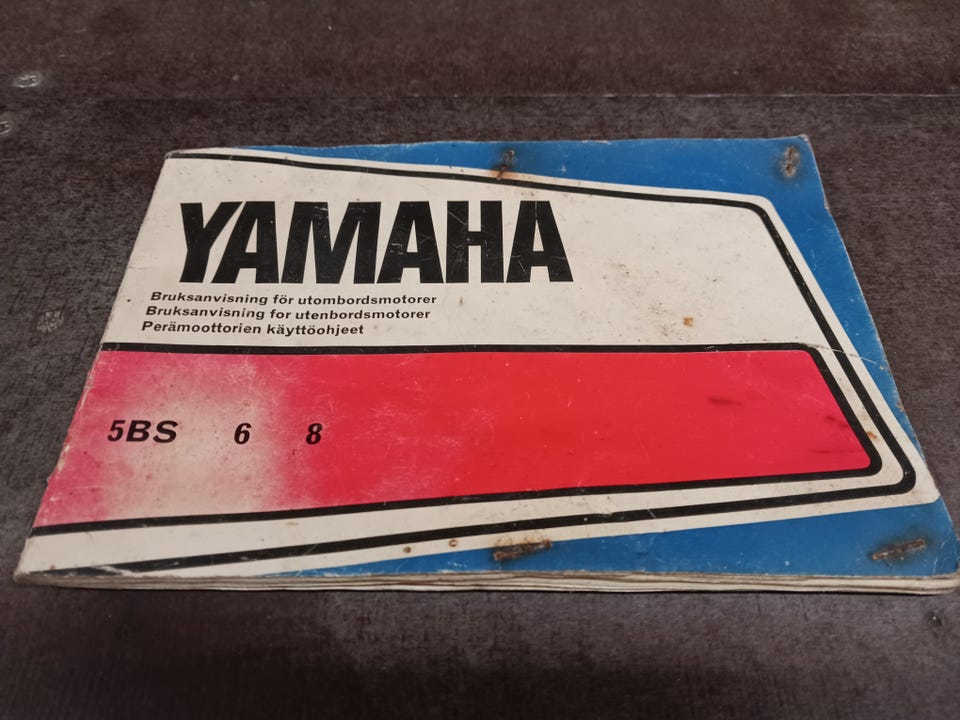 YAMAHA
Bruksanvisning för utombordsmotorer
Bruksanvisning for utenbordsmotorer
Perämoottorien käyttöohjeet
5BS 6 8